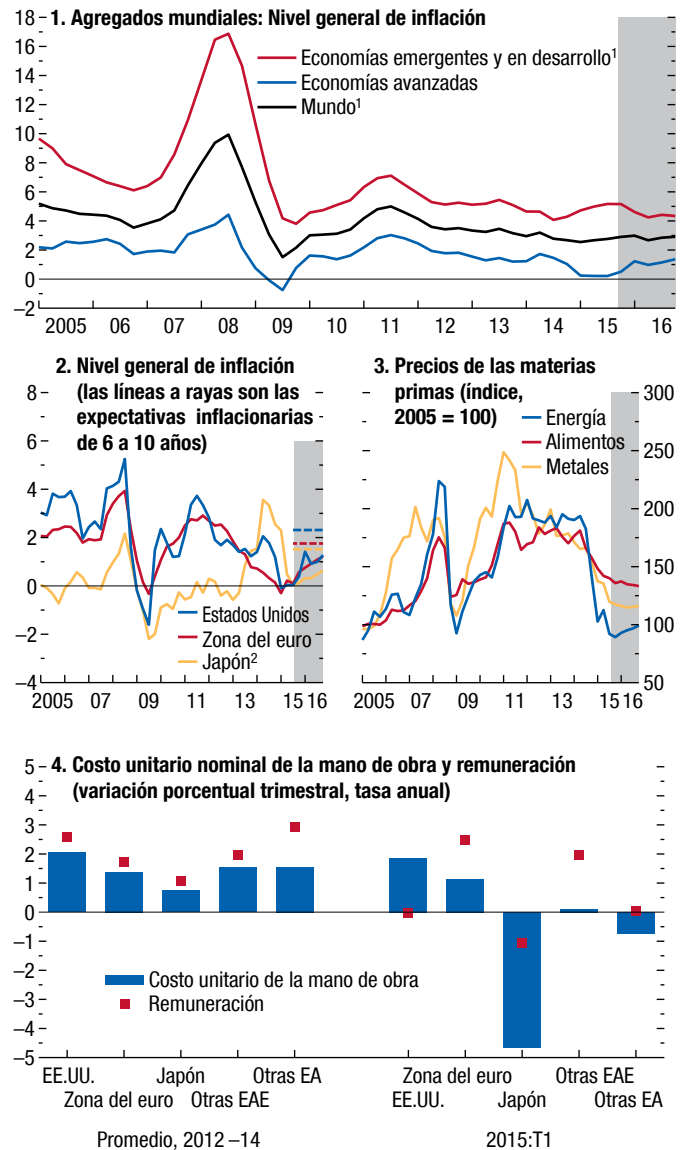 1. Agregados mundiales: Nivel general de inflación
18
16
14
12
10
8
6
4
2
0
–2
Economías emergentes y en desarrollo¹
Economías avanzadas
Mundo¹
2005 06 07 08 09 10 11 12 13 14 15 16
2. Nivel general de inflación
(las líneas a rayas son las
expectativas inflacionarias
de 6 a 10 años)
8
6
4
2
0
–2
–4
Estados Unidos
Zona del euro
Japón²
2005 07 09 11 13 15 16
3. Precios de las materias
primas (índice,
2005 = 100)
Energía
Alimentos
Metales
300
250
200
150
100
50
2005 07 09 11 13 15 16
4. Costo unitario nominal de la mano de obra y remuneración
(variación porcentual trimestral, tasa anual)
5
4
3
2
1
0
–1
–2
–3
–4
–5
Costo unitario de la mano de obra
Remuneración
EE.UU. Japón Otras EA
Zona del euro Otras EAE
Zona del euro Otras EAE
EE.UU. Japón Otras EA
Promedio, 2012 –14
2015:T1